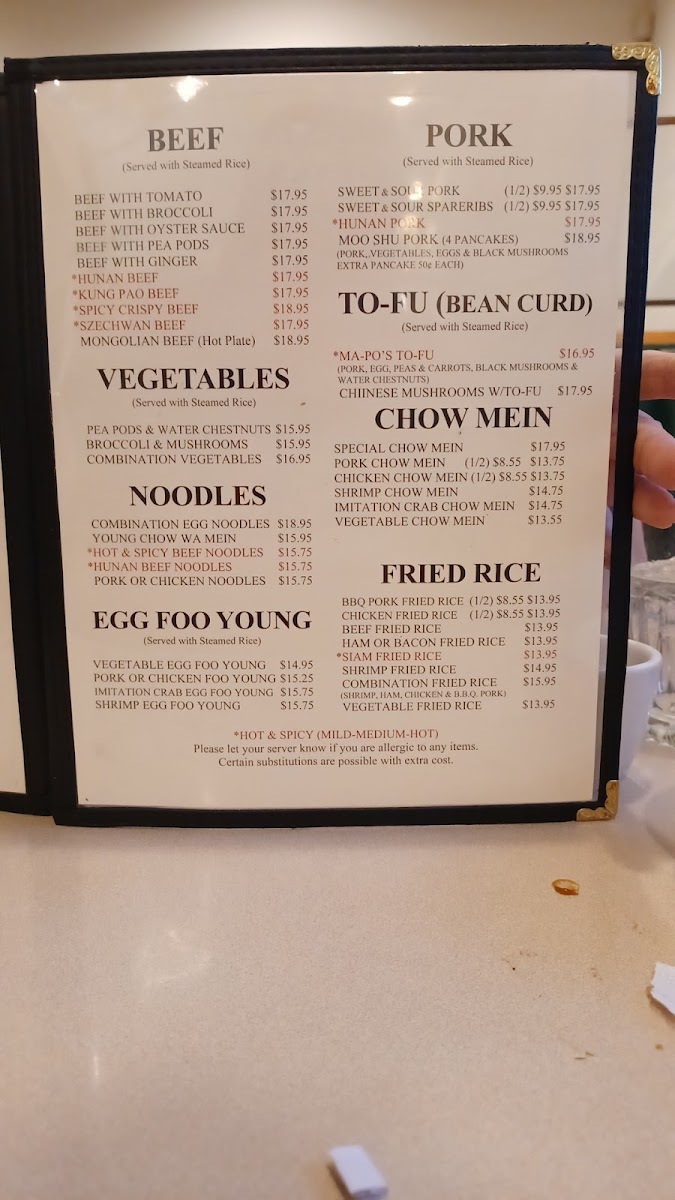 BEEF
(Served with Steamed Rice)
BEEF WITH TOMATO $17.95
BEEF WITH BROCCOLI $17.95
BEEF WITH OYSTER SAUCE $17.95
BEEF WITH PEA PODS $17.95
BEEF WITH GINGER $17.95
*HUNAN BEEF $17.95
*KUNG PAO BEEF $17.95
*SPICY CRISPY BEEF $18.95
*SZECHWAN BEEF $17.95
MONGOLIAN BEEF (Hot Plate) $18.95
VEGETABLES
(Served with Steamed Rice)
PEA PODS & WATER CHESTNUTS $15.95
BROCCOLI & MUSHROOMS $15.95
COMBINATION VEGETABLES $16.95
NOODLES
COMBINATION EGG NOODLES $18.95
YOUNG CHOW WA MEIN $15.95
*HOT & SPICY BEEF NOODLES $15.75
*HUNAN BEEF NOODLES $15.75
PORK OR CHICKEN NOODLES $15.75
EGG FOO YOUNG
(Served with Steamed Rice)
VEGETABLE EGG FOO YOUNG $14.95
PORK OR CHICKEN FOO YOUNG $15.25
IMITATION CRAB EGG FOO YOUNG $15.75
SHRIMP EGG FOO YOUNG $15.75
PORK
(Served with Steamed Rice)
SWEET & SOUR PORK (1/2) $9.95 $17.95
SWEET & SOUR SPARERIBS (1/2) $9.95 $17.95
*HUNAN PORK $17.95
MOO SHU PORK (4 PANCAKES) $18.95
(PORK, VEGETABLES, EGGS & BLACK MUSHROOMS
EXTRA PANCAKE 50¢ EACH)
TO-FU (BEAN CURD)
(Served with Steamed Rice)
*MA-PO'S TO-FU $16.95
(PORK, EGG, PEAS & CARROTS, BLACK MUSHROOMS &
WATER CHESTNUTS)
CHIINESE MUSHROOMS W/TO-FU $17.95
CHOW MEIN
SPECIAL CHOW MEIN $17.95
PORK CHOW MEIN (1/2) $8.55 $13.75
CHICKEN CHOW MEIN (1/2) $8.55 $13.75
SHRIMP CHOW MEIN $14.75
IMITATION CRAB CHOW MEIN $14.75
VEGETABLE CHOW MEIN $13.55
FRIED RICE
BBQ PORK FRIED RICE (1/2) $8.55 $13.95
CHICKEN FRIED RICE (1/2) $8.55 $13.95
BEEF FRIED RICE $13.95
HAM OR BACON FRIED RICE $13.95
*SIAM FRIED RICE $13.95
SHRIMP FRIED RICE $14.95
COMBINATION FRIED RICE $15.95
(SHRIMP, HAM, CHICKEN & B.B.Q. PORK)
VEGETABLE FRIED RICE $13.95
*HOT & SPICY (MILD-MEDIUM-HOT)
Please let your server know if you are allergic to any items.
Certain substitutions are possible with extra cost.